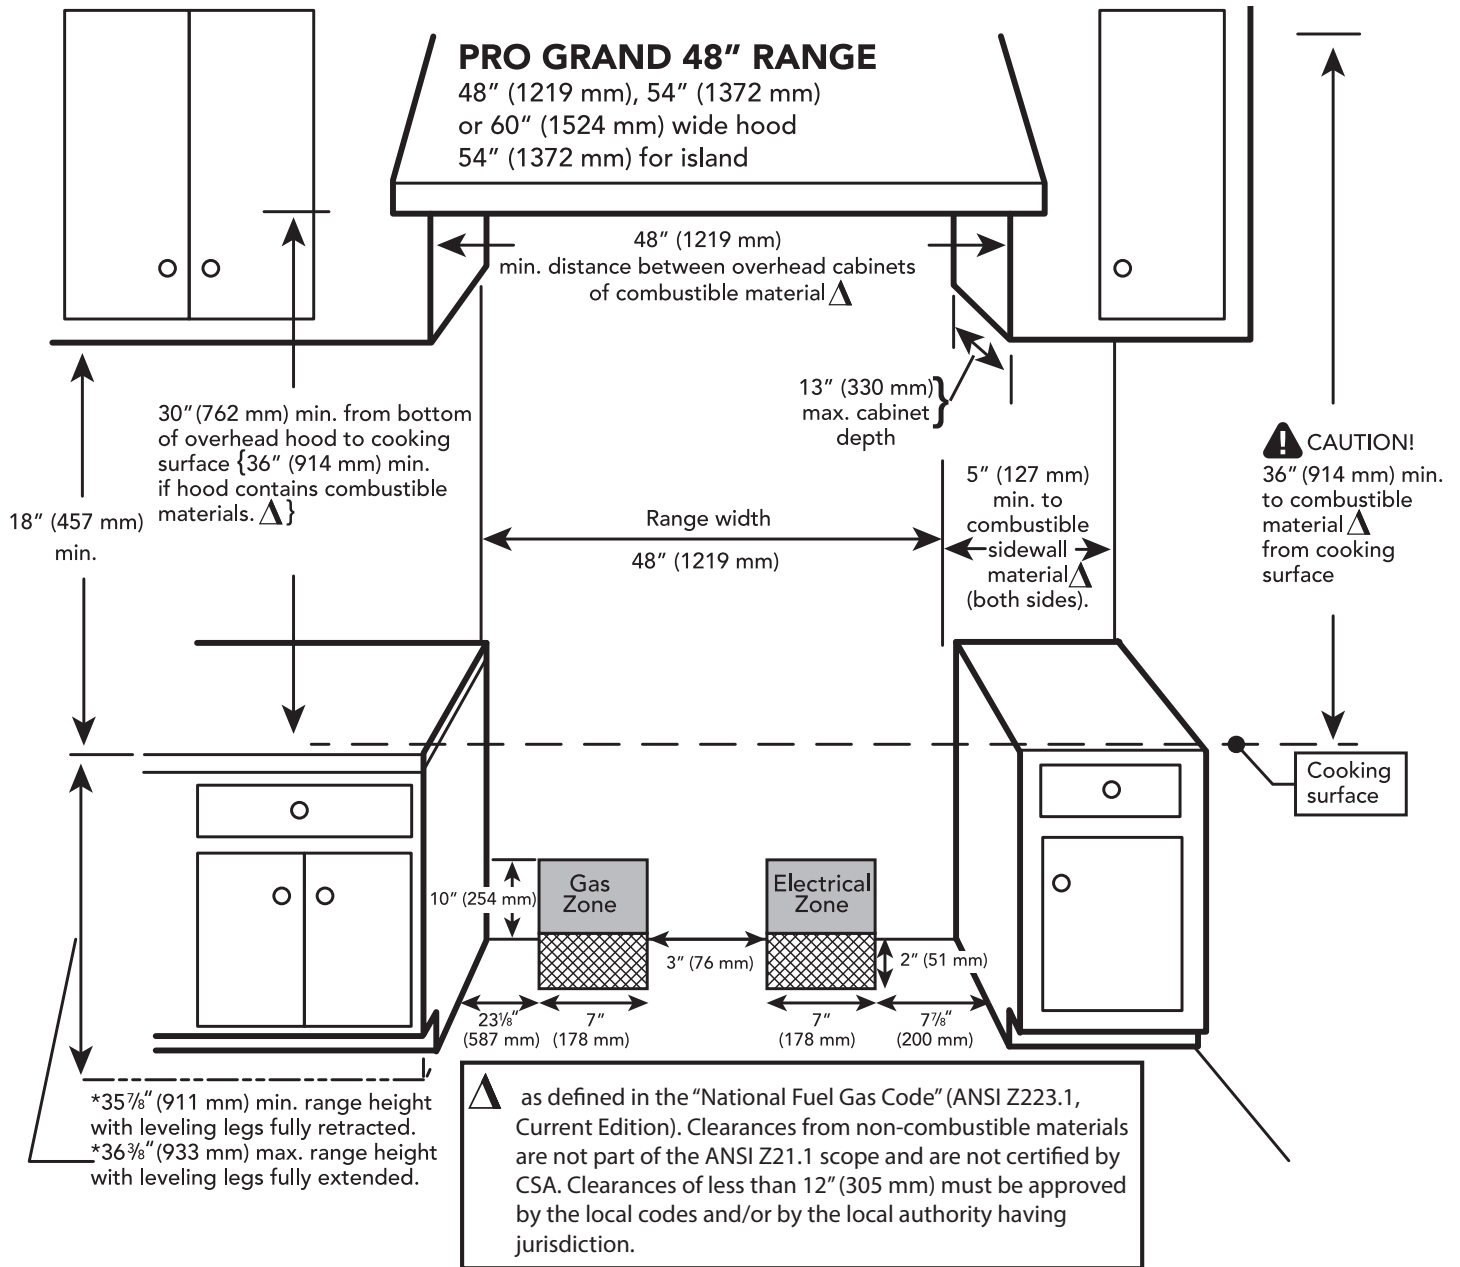 PRO GRAND 48” RANGE
48” (1219 mm), 54” (1372 mm)
or 60” (1524 mm) wide hood
54” (1372 mm) for island
48” (1219 mm)
min. distance between overhead cabinets
of combustible material
13” (330 mm)
max. cabinet
depth
30” (762 mm) min. from bottom
of overhead hood to cooking
surface {36” (914 mm) min.
if hood contains combustible
materials. }
18” (457 mm)
min.
Range width
48” (1219 mm)
5” (127 mm)
min. to
combustible
sidewall
material
(both sides).
CAUTION!
36” (914 mm) min.
to combustible
material
from cooking
surface
Cooking
surface
Gas
Zone
Electrical
Zone
10” (254 mm)
3” (76 mm)
2” (51 mm)
23⅛“
(587 mm)
7”
(178 mm)
7”
(178 mm)
7⅞“
(200 mm)
*35⅞“ (911 mm) min. range height
with leveling legs fully retracted.
*36⅜“ (933 mm) max. range height
with leveling legs fully extended.
as defined in the “National Fuel Gas Code” (ANSI Z223.1,
Current Edition). Clearances from non-combustible materials
are not part of the ANSI Z21.1 scope and are not certified by
CSA. Clearances of less than 12” (305 mm) must be approved
by the local codes and/or by the local authority having
jurisdiction.